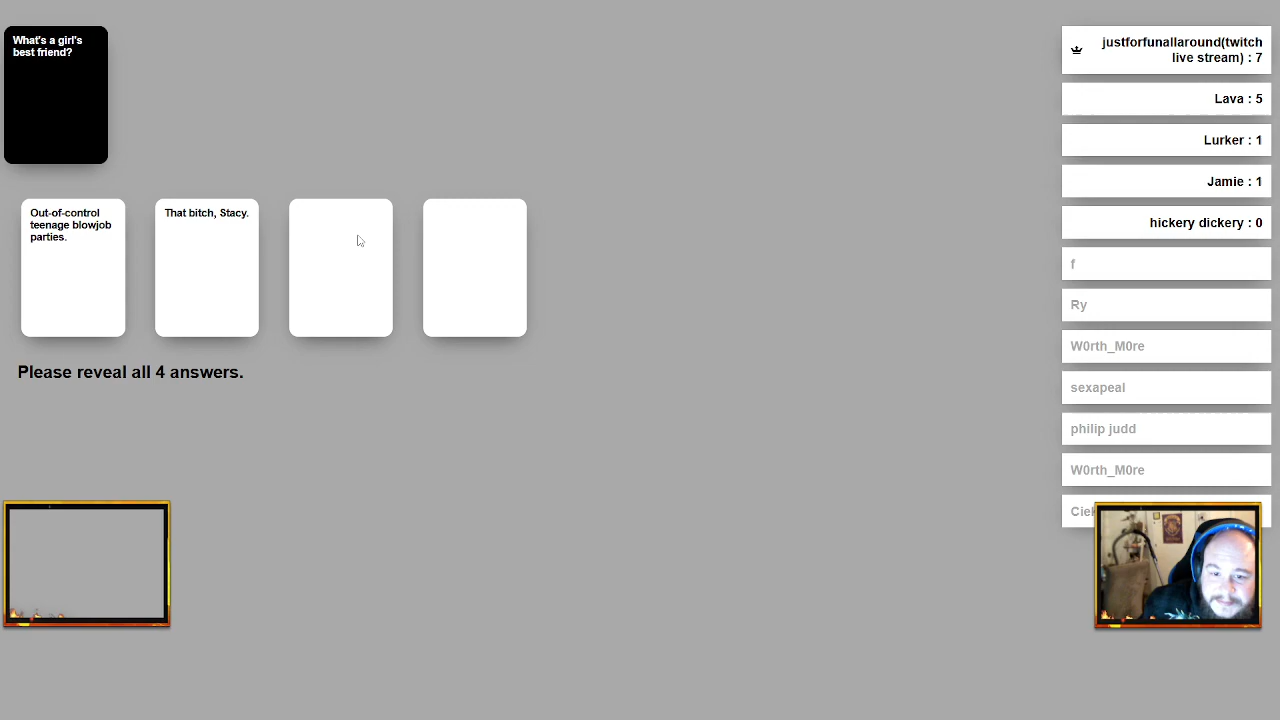 What's a girl's
best friend?
Out-of-control
teenage blowjob
parties.
That bitch, Stacy.
Please reveal all 4 answers.
justforfunallaround(twitch
live stream) : 7
Lava : 5
Lurker : 1
Jamie : 1
hickery dickery : 0
f
Ry
W0rth_M0re
sexapeal
philip judd
W0rth_M0re